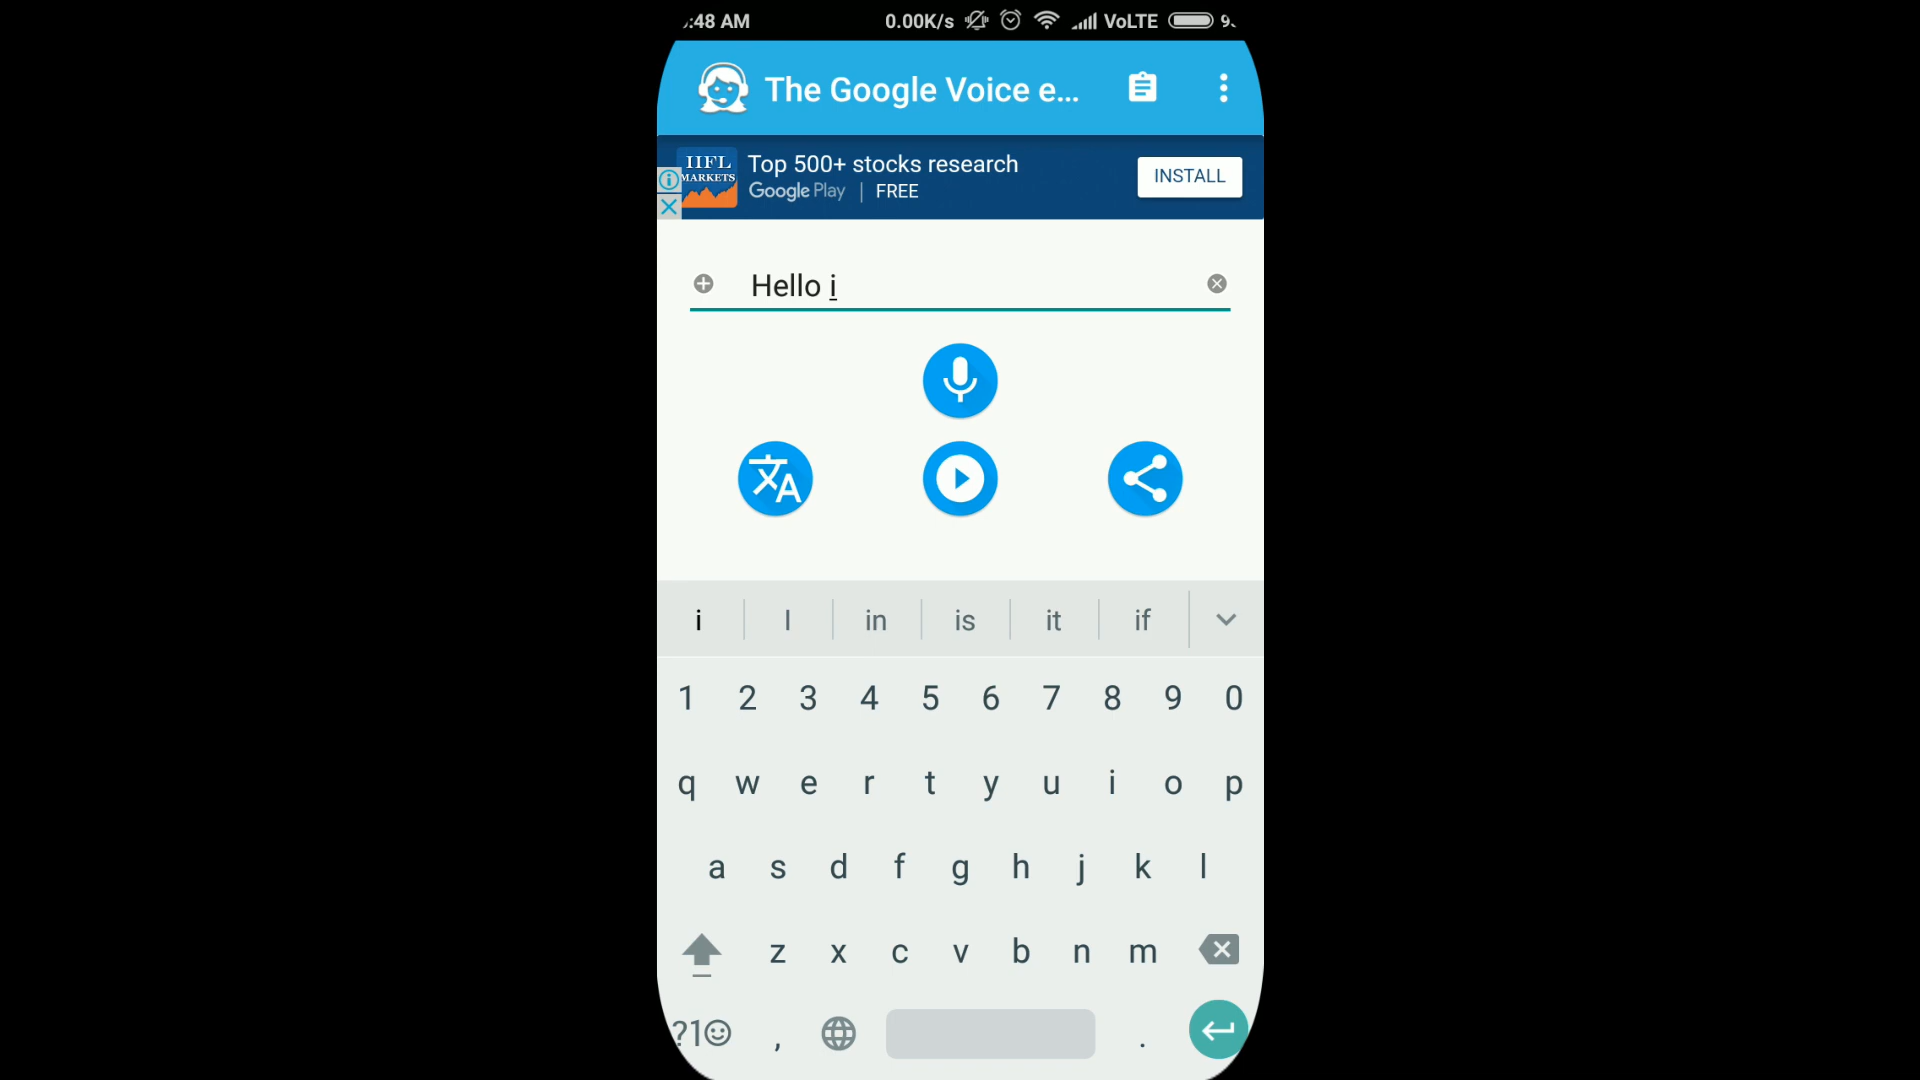 :48 AM 0.00K/s VoLTE
The Google Voice e...
IIFL MARKETS
Top 500+ stocks research
Google Play | FREE
INSTALL
Hello i
i I in is it if
1 2 3 4 5 6 7 8 9 0
q w e r t y u i o p
a s d f g h j k l
z x c v b n m
?1 , .